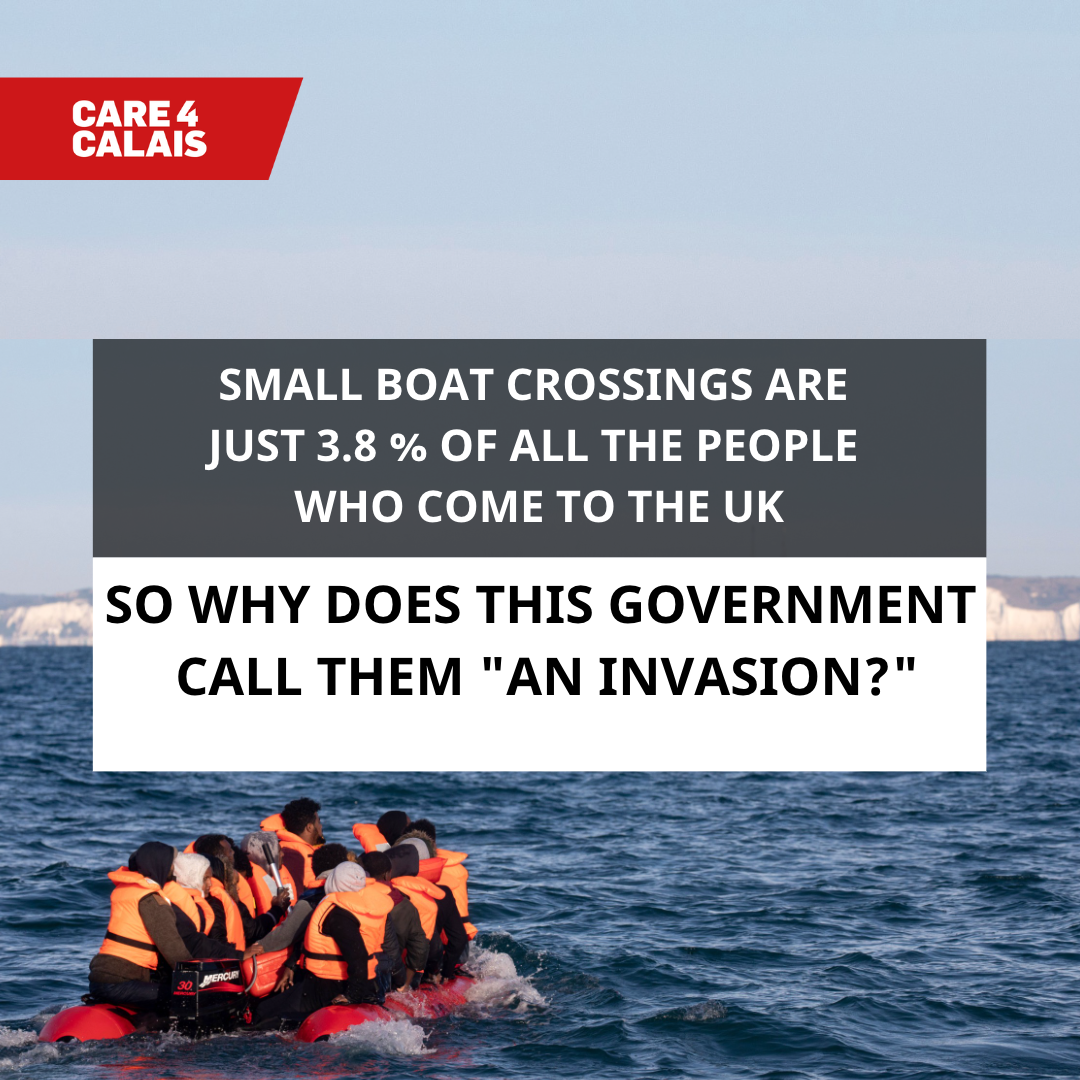 CARE 4
CALAIS
SMALL BOAT CROSSINGS ARE
JUST 3.8 % OF ALL THE PEOPLE
WHO COME TO THE UK
SO WHY DOES THIS GOVERNMENT
CALL THEM "AN INVASION?"
30
MERCURY